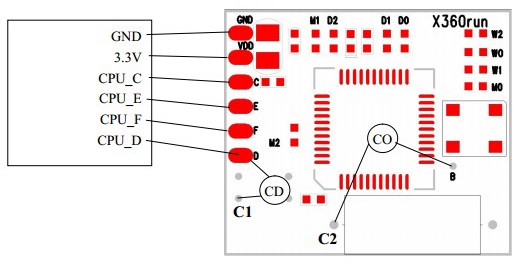 GND
3.3V
CPU_C
CPU_E
CPU_F
CPU_D
GND
VDD
C
E
F
D
M1 D2
D1 D0
X360run
W2
W0
W1
M0
M2
CO
B
CD
C1
C2